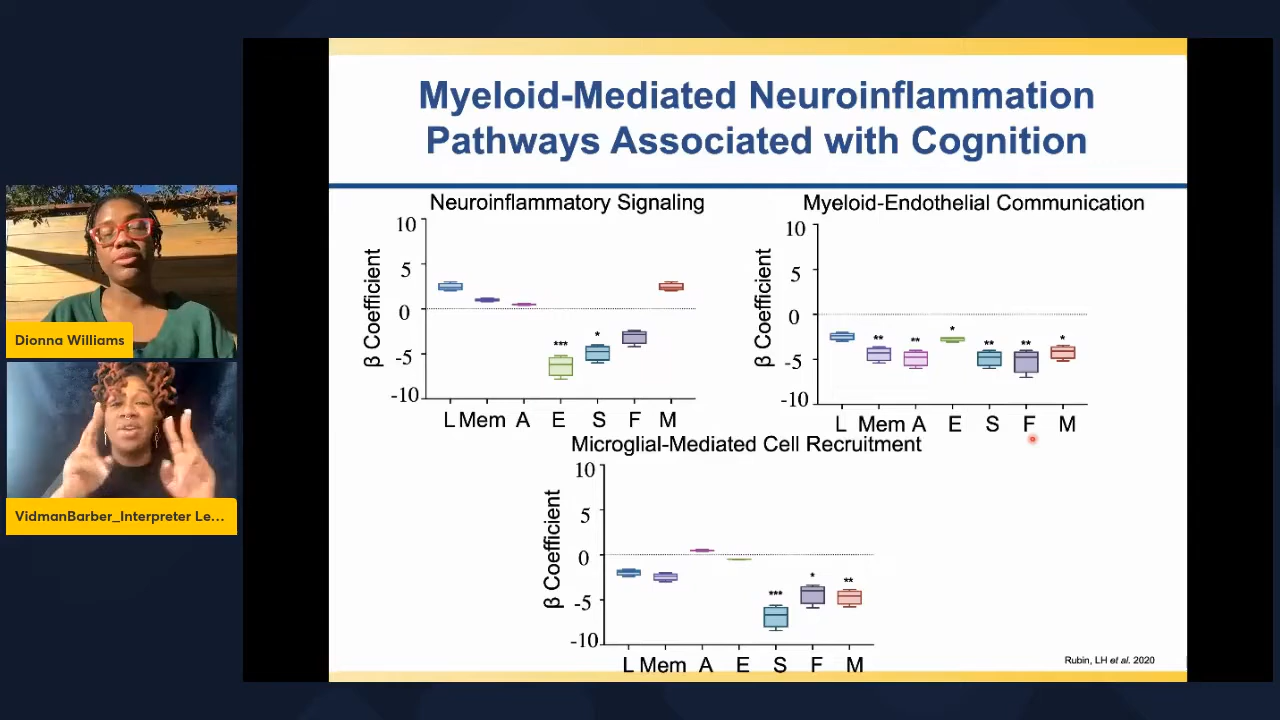 Myeloid-Mediated Neuroinflammation
Pathways Associated with Cognition
Neuroinflammatory Signaling
10
5
0
-5
-10
β Coefficient
***
*
L Mem A E S F M
Myeloid-Endothelial Communication
10
5
0
-5
-10
β Coefficient
**
**
*
**
**
*
L Mem A E S F M
Microglial-Mediated Cell Recruitment
10
5
0
-5
-10
β Coefficient
***
*
**
L Mem A E S F M
Rubin, LH et al. 2020
Dionna Williams
VidmanBarber_Interpreter Le...